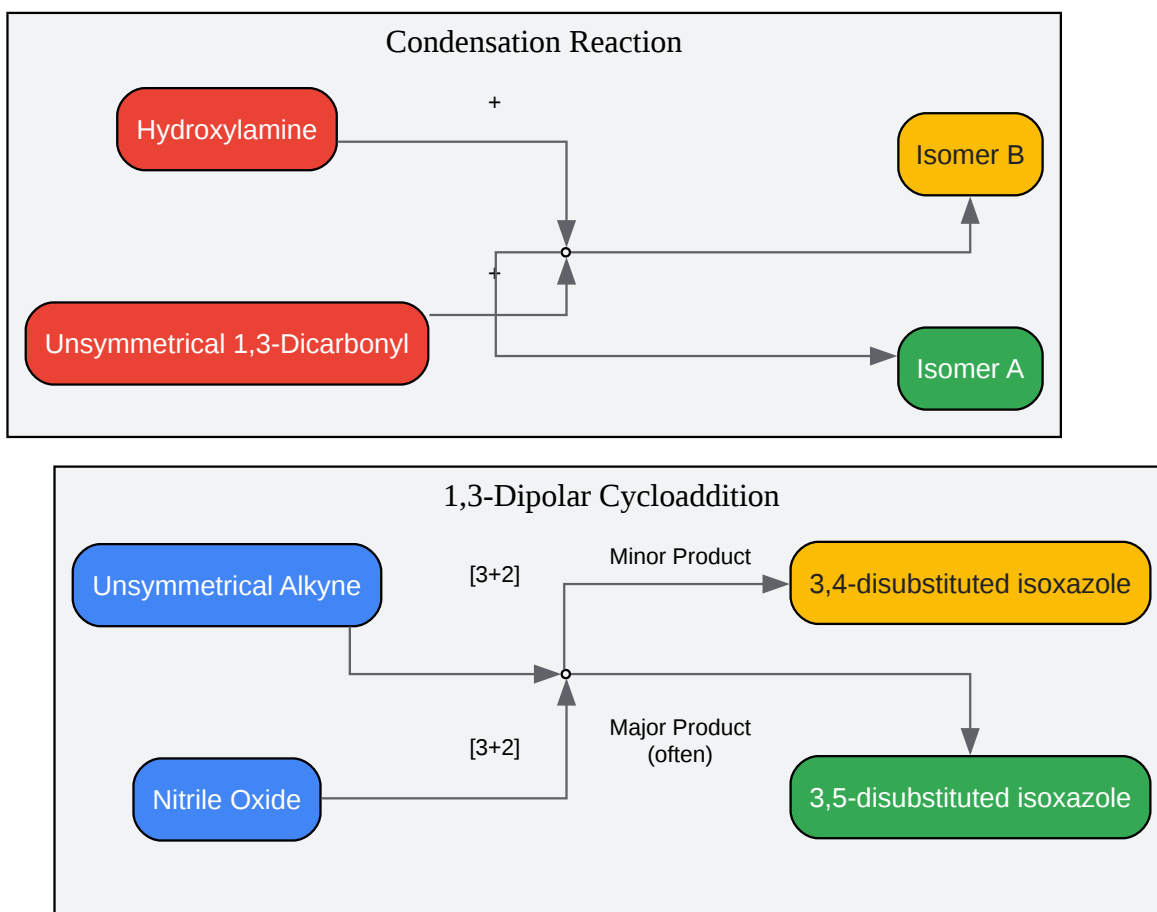 Condensation Reaction
+
Hydroxylamine
Isomer B
+
Unsymmetrical 1,3-Dicarbonyl
Isomer A
1,3-Dipolar Cycloaddition
Unsymmetrical Alkyne
[3+2]
Minor Product
3,4-disubstituted isoxazole
[3+2]
Major Product
(often)
Nitrile Oxide
3,5-disubstituted isoxazole